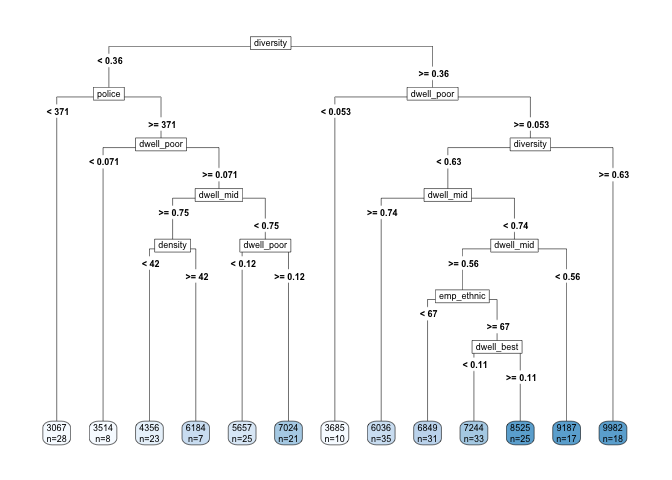 diversity
< 0.36
>= 0.36
police
dwell_poor
< 371
< 0.053
>= 371
>= 0.053
dwell_poor
diversity
< 0.071
< 0.63
>= 0.071
>= 0.63
dwell_mid
dwell_mid
>= 0.75
>= 0.74
< 0.75
< 0.74
density
dwell_poor
dwell_mid
< 42
< 0.12
>= 0.56
>= 42
>= 0.12
< 0.56
emp_ethnic
< 67
>= 67
dwell_best
< 0.11
>= 0.11
3067 3514 4356 6184 5657 7024 3685 6036 6849 7244 8525 9187 9982
n=28 n=8 n=23 n=7 n=25 n=21 n=10 n=35 n=31 n=33 n=25 n=17 n=18